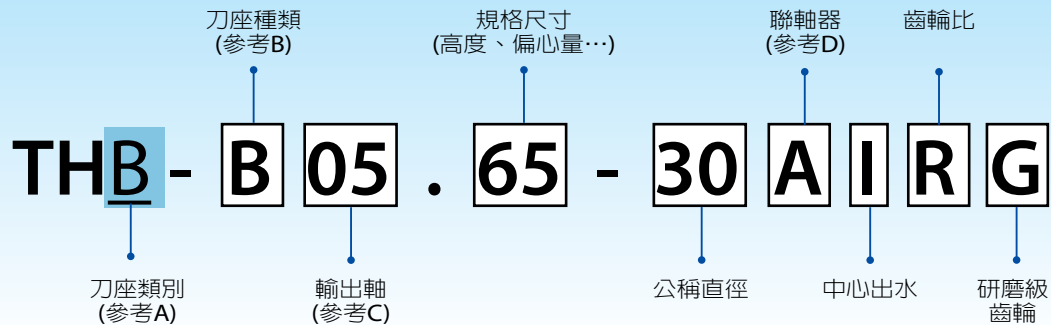 刀座種類
(參考B)
規格尺寸
(高度、偏心量…)
聯軸器
(參考D)
齒輪比
THB - B 05 . 65 - 30 A I R G
刀座類別
(參考A)
輸出軸
(參考C)
公稱直徑
中心出水
研磨級
齒輪